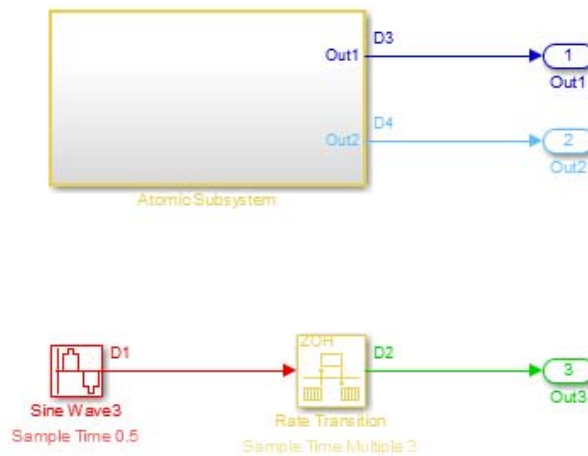 D3
Out1
1
Out1
D4
Out2
2
Out2
Atomic Subsystem
ZOH
D1
D2
3
Out3
Sine Wave3
Rate Transition
Sample Time 0.5
Sample Time Multiple 3